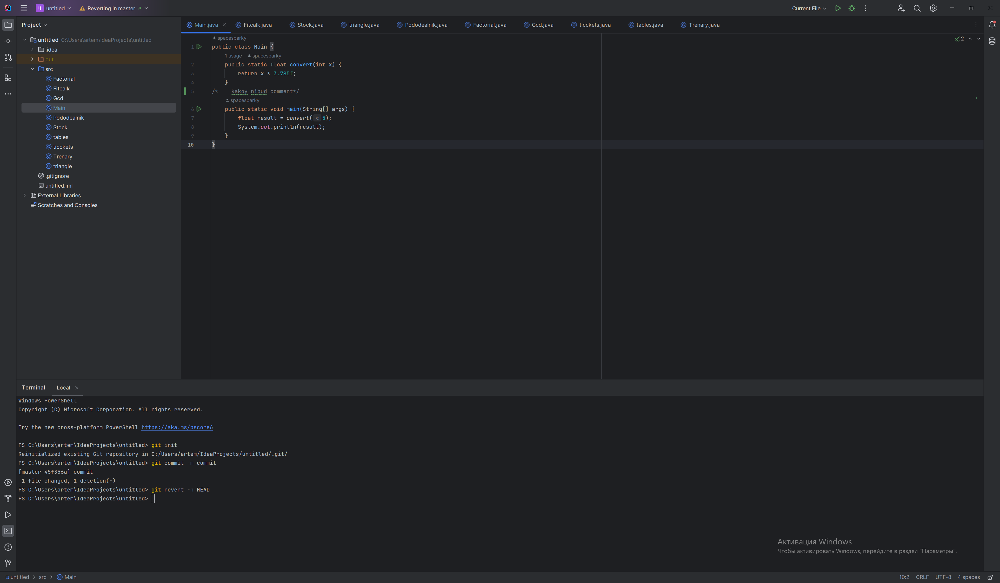 U untitled Reverting in master Current File
Project
Main.java Fitcalk.java Stock.java triangle.java Pododealnik.java Factorial.java Gcd.java ticckets.java tables.java Trenary.java
untitled C:\Users\artem\IdeaProjects\untitled
.idea
out
src
Factorial
Fitcalk
Gcd
Main
Pododealnik
Stock
tables
ticckets
Trenary
triangle
.gitignore
untitled.iml
External Libraries
Scratches and Consoles
spacesparky
2
1 public class Main {
1 usage spacesparky
2 public static float convert(int x) {
3 return x * 3.785f;
4 }
5 /* kakoy nibud comment*/
spacesparky
6 public static void main(String[] args) {
7 float result = convert( x: 5);
8 System.out.println(result);
9 }
10 }
Terminal Local
Windows PowerShell
Copyright (C) Microsoft Corporation. All rights reserved.
Try the new cross-platform PowerShell https://aka.ms/pscore6
PS C:\Users\artem\IdeaProjects\untitled> git init
Reinitialized existing Git repository in C:/Users/artem/IdeaProjects/untitled/.git/
PS C:\Users\artem\IdeaProjects\untitled> git commit -m commit
[master 45f356a] commit
1 file changed, 1 deletion(-)
PS C:\Users\artem\IdeaProjects\untitled> git revert -n HEAD
PS C:\Users\artem\IdeaProjects\untitled>
Активация Windows
Чтобы активировать Windows, перейдите в раздел "Параметры".
untitled > src > Main
10:2 CRLF UTF-8 4 spaces